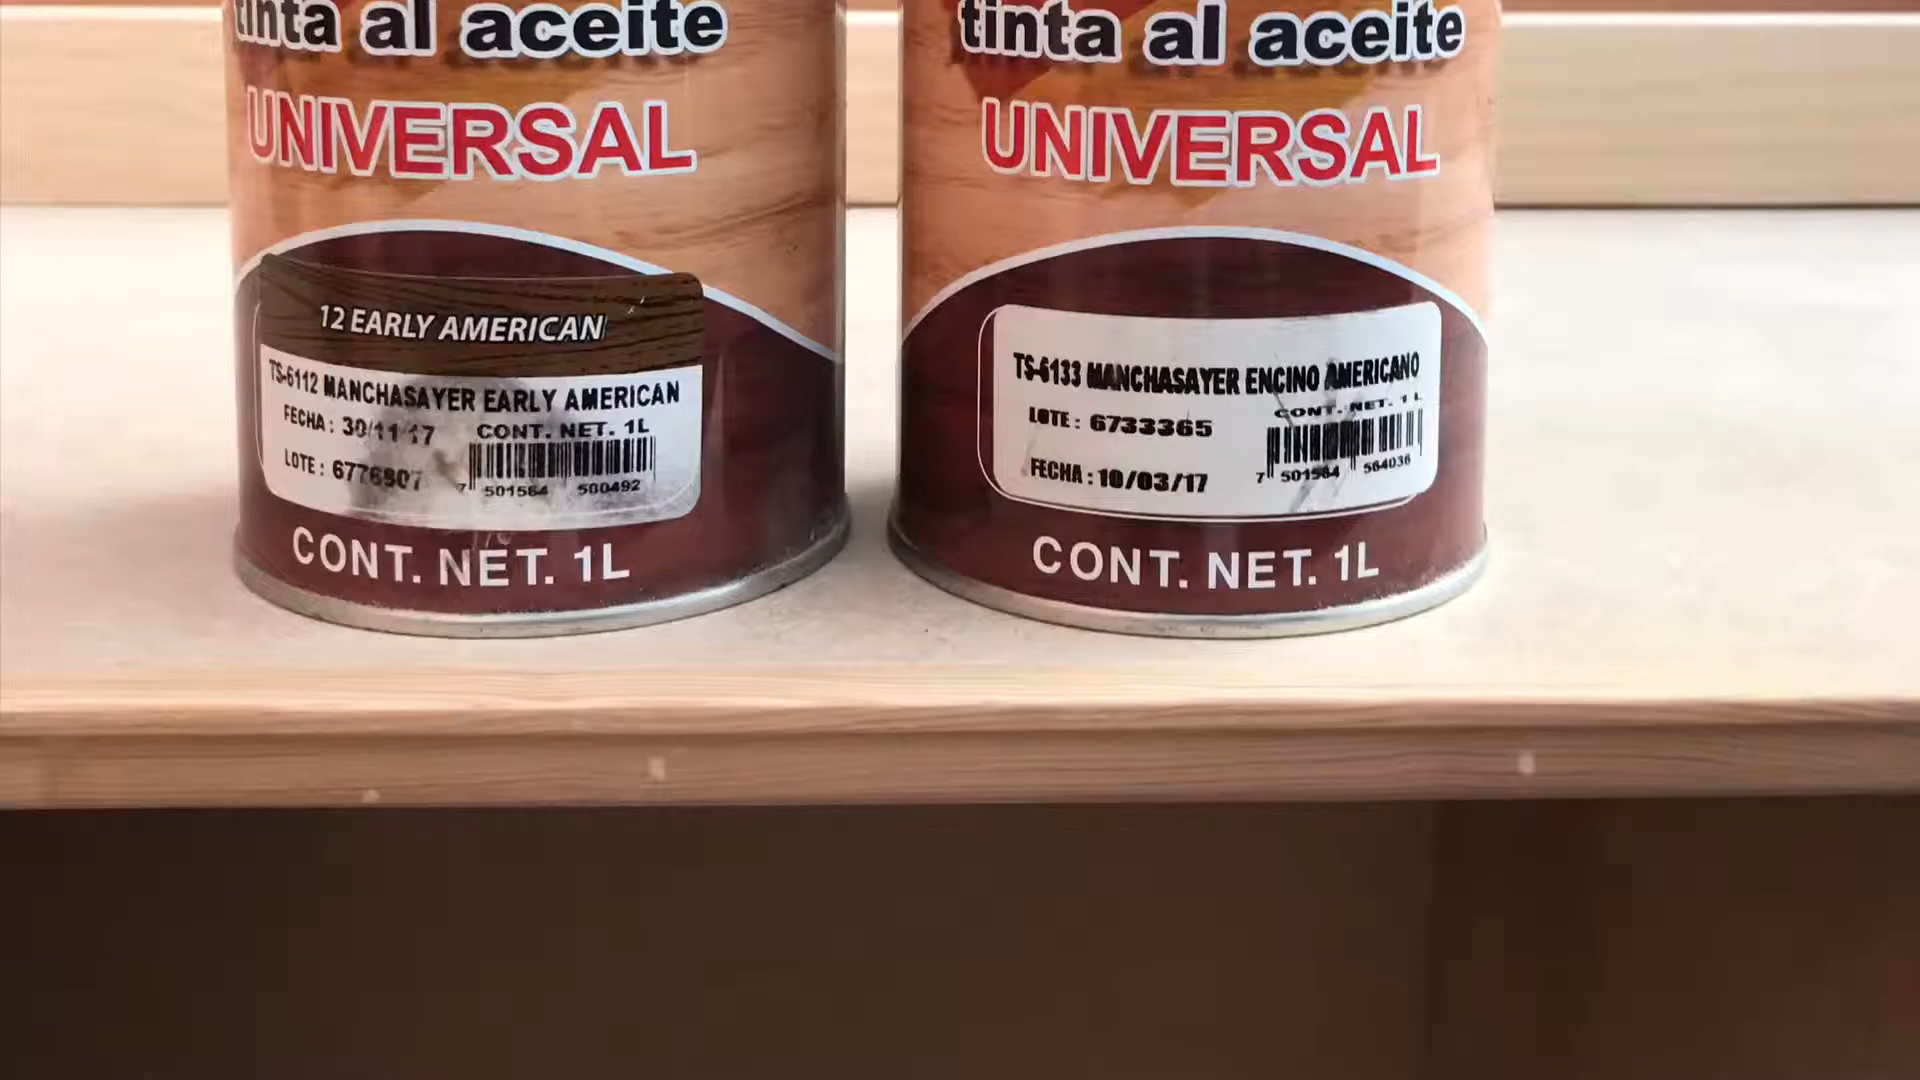 tinta al aceite
UNIVERSAL
12 EARLY AMERICAN
TS-6112 MANCHASAYER EARLY AMERICAN
FECHA : 30/11/17
CONT. NET. 1L
LOTE : 6776807
7 501564 500492
CONT. NET. 1L
tinta al aceite
UNIVERSAL
TS-6133 MANCHASAYER ENCINO AMERICANO
CONT. NET. 1 L
LOTE : 6733365
FECHA : 10/03/17
7 501564 564036
CONT. NET. 1L